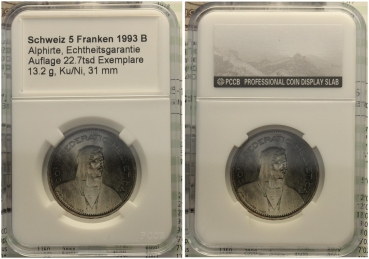 Schweiz 5 Franken 1993 B
Alphirte, Echtheitsgarantie
Auflage 22.7tsd Exemplare
13.2 g, Ku/Ni, 31 mm
PCCB PROFESSIONAL COIN DISPLAY SLAB